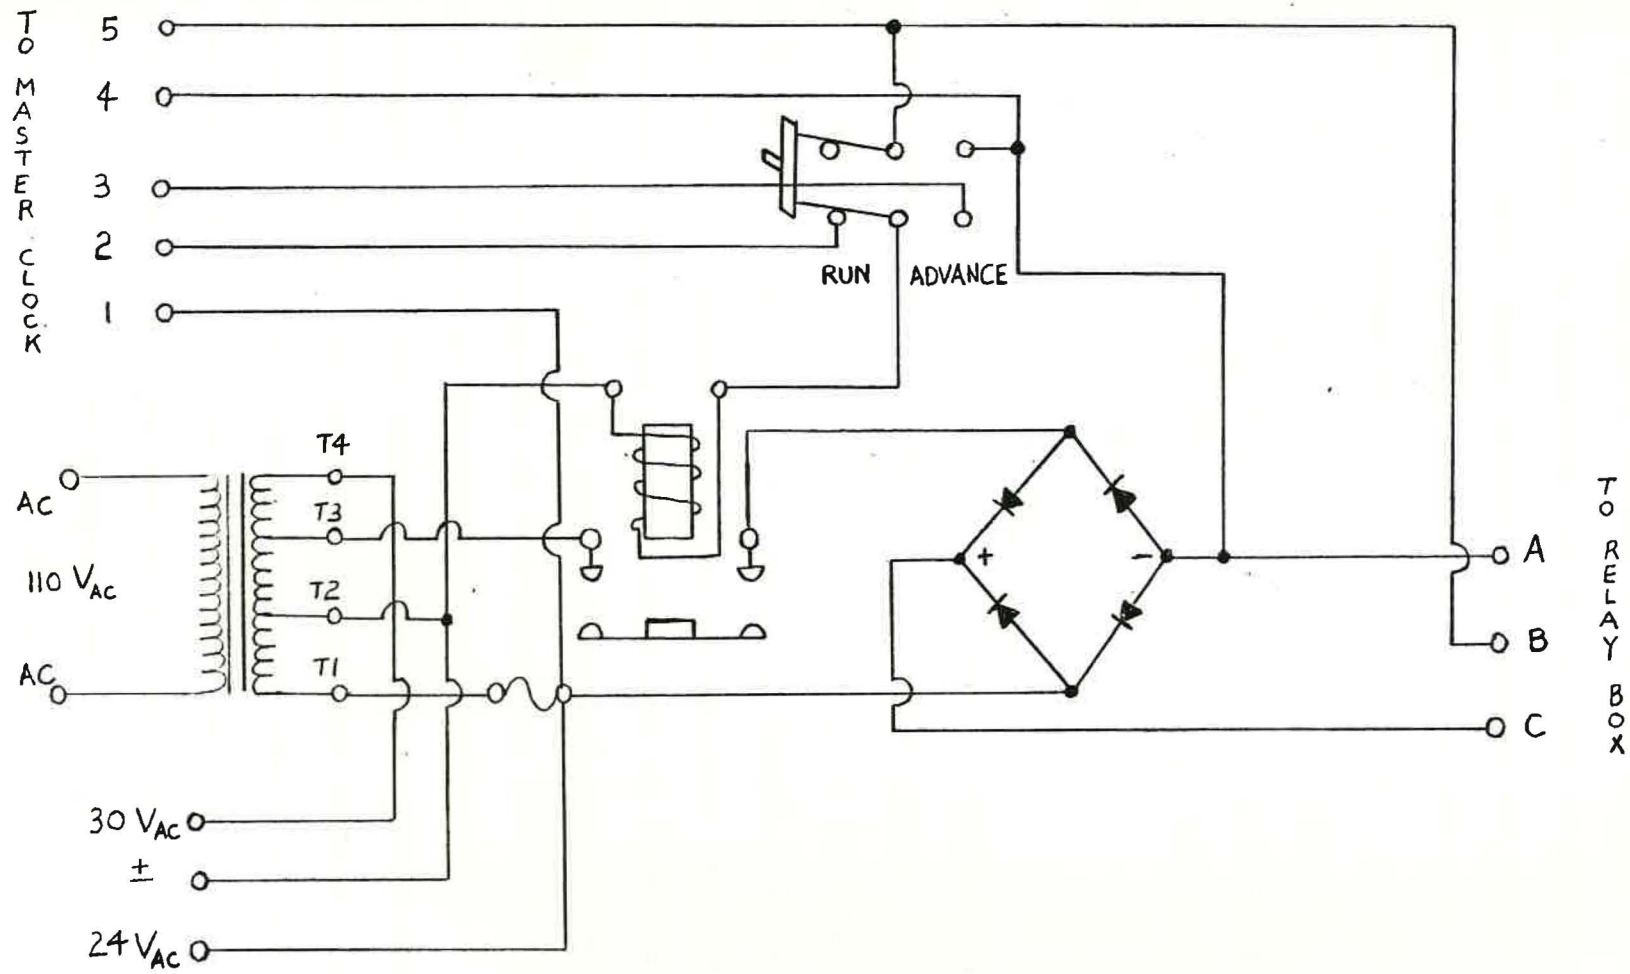 TO MASTER CLOCK
5
4
3
2
1
RUN ADVANCE
T4
T3
T2
T1
AC
110 VAC
AC
30 VAC
±
24 VAC
+ −
A
B
C
TO RELAY BOX